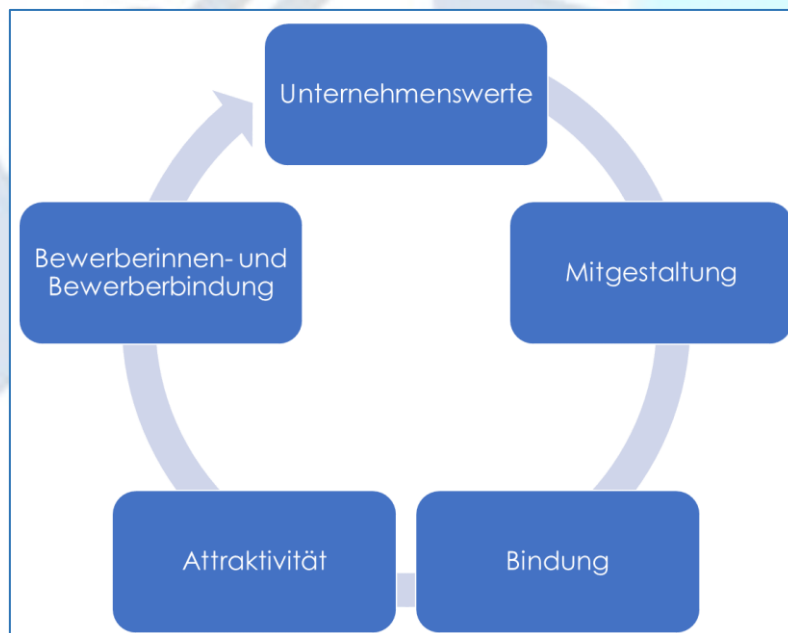 Unternehmenswerte
Mitgestaltung
Bindung
Attraktivität
Bewerberinnen- und
Bewerberbindung